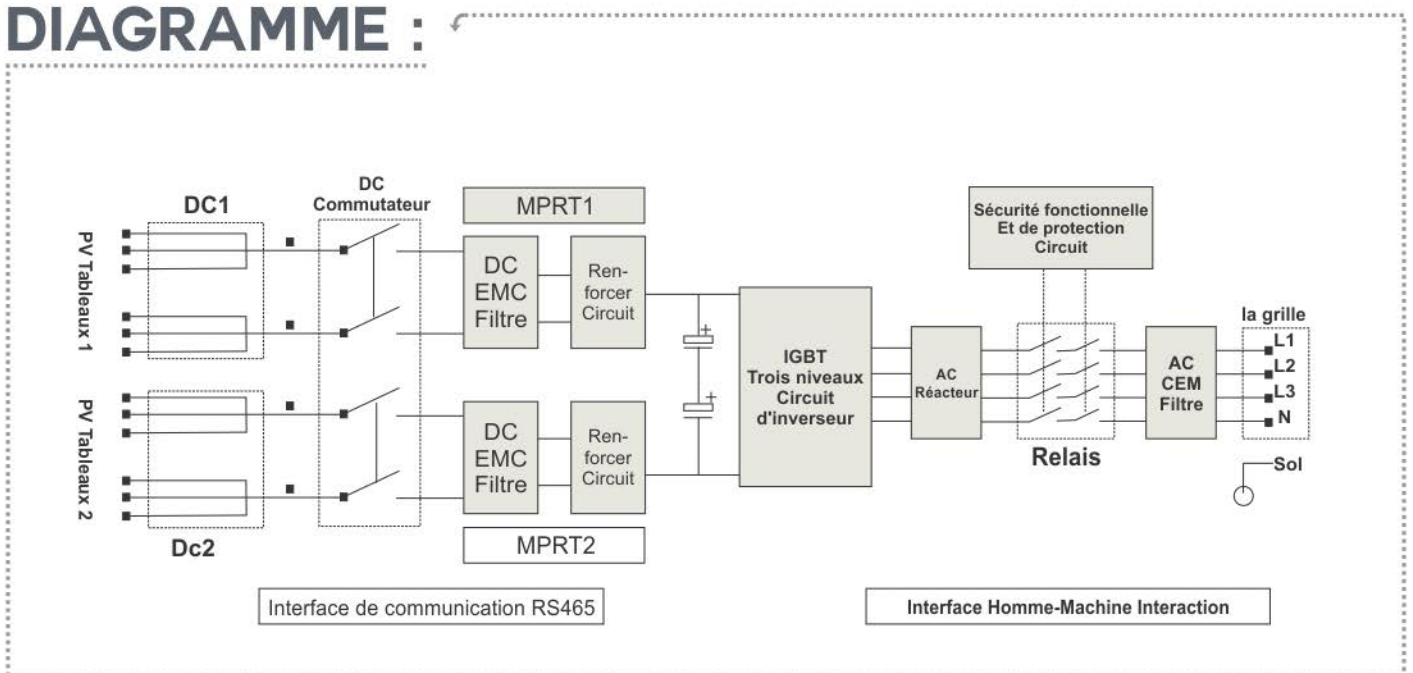 DIAGRAMME :
DC1
DC
Commutateur
PV Tableaux 1
PV Tableaux 2
Dc2
MPRT1
DC
EMC
Filtre
Ren-
forcer
Circuit
DC
EMC
Filtre
Ren-
forcer
Circuit
MPRT2
+
+
IGBT
Trois niveaux
Circuit
d'inverseur
AC
Réacteur
Sécurité fonctionnelle
Et de protection
Circuit
Relais
AC
CEM
Filtre
la grille
L1
L2
L3
N
Sol
Interface de communication RS465
Interface Homme-Machine Interaction